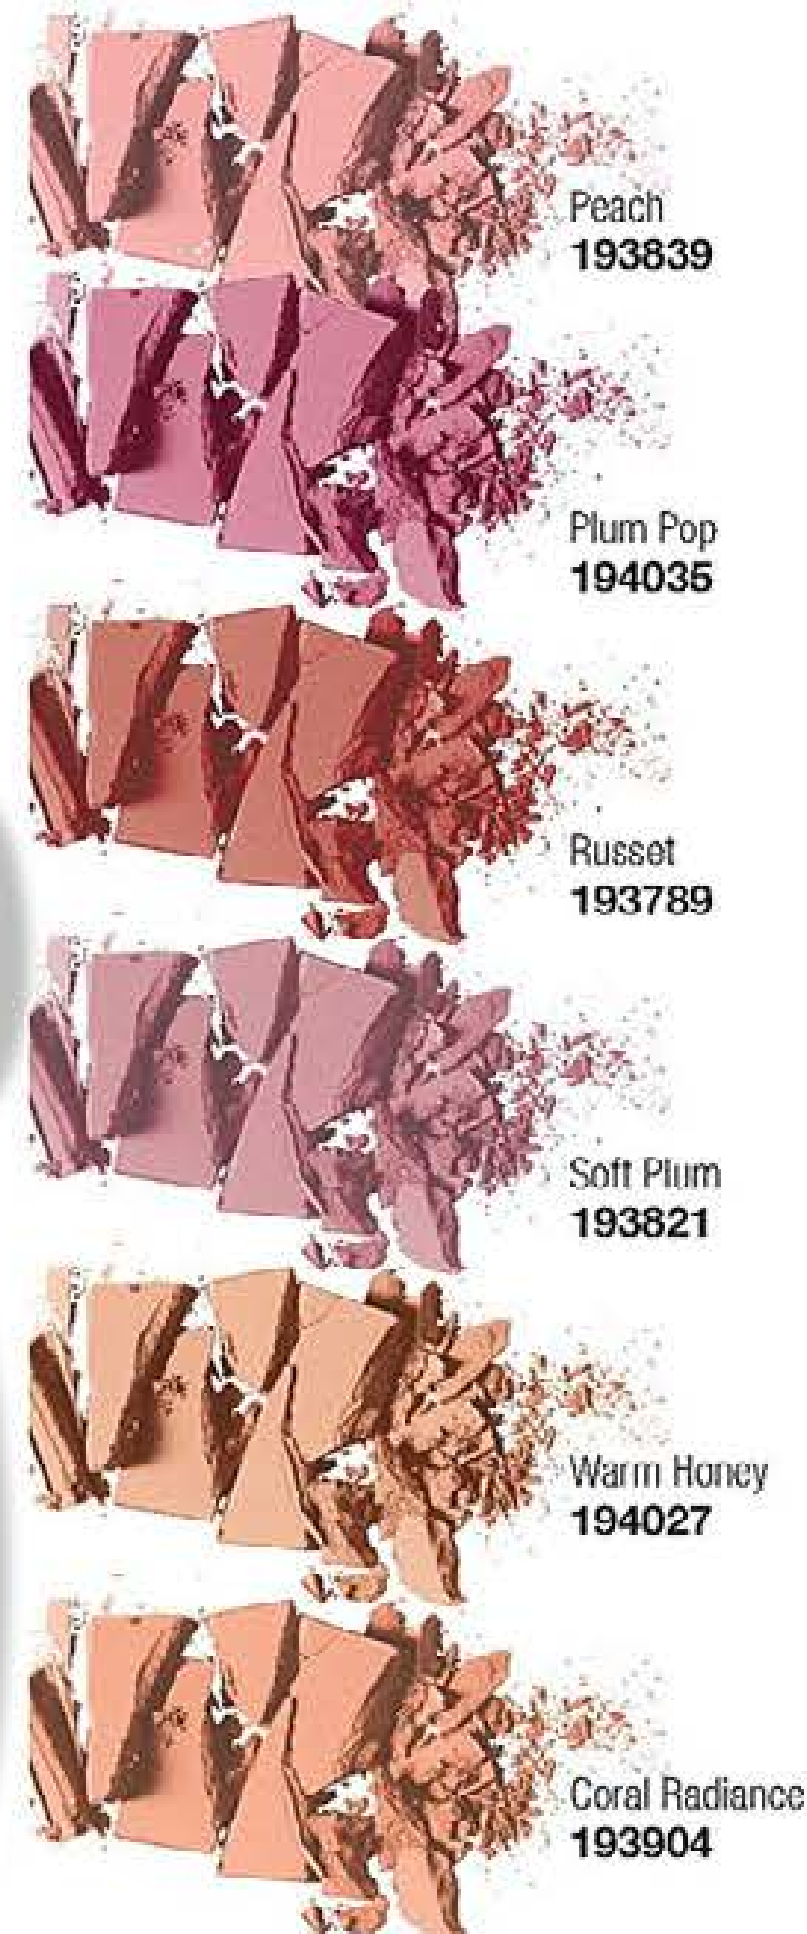 Peach
193839
Plum Pop
194035
Russet
193789
Soft Plum
193821
Warm Honey
194027
Coral Radiance
193904